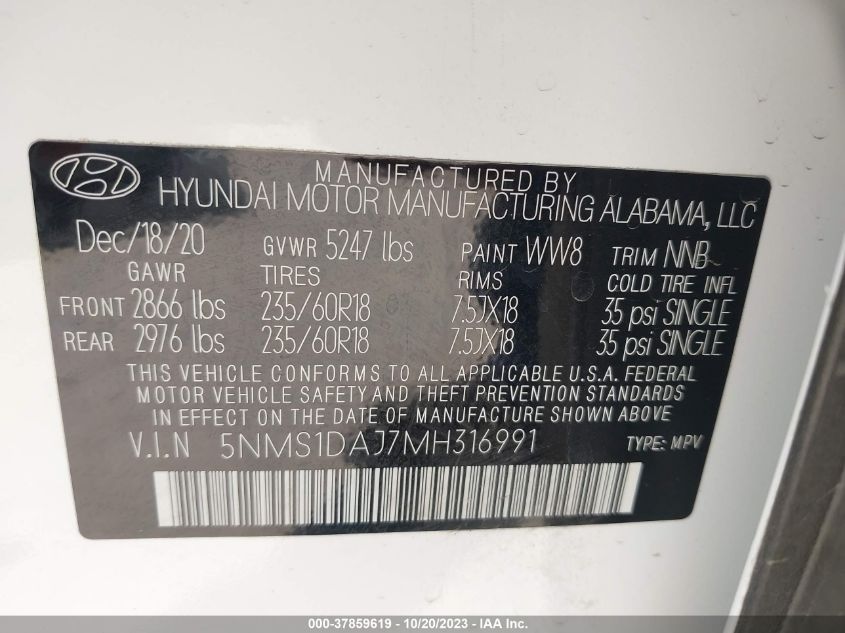 MANUFACTURED BY
HYUNDAI MOTOR MANUFACTURING ALABAMA, LLC
Dec/18/20 GVWR 5247 lbs PAINT WW8 TRIM NNB
GAWR TIRES RIMS COLD TIRE INFL
FRONT 2866 lbs 235/60R18 7.5JX18 35 psi SINGLE
REAR 2976 lbs 235/60R18 7.5JX18 35 psi SINGLE
THIS VEHICLE CONFORMS TO ALL APPLICABLE U.S.A. FEDERAL
MOTOR VEHICLE SAFETY AND THEFT PREVENTION STANDARDS
IN EFFECT ON THE DATE OF MANUFACTURE SHOWN ABOVE
V.I.N 5NMS1DAJ7MH316991 TYPE: MPV
000-37859619 | 10/20/2023 - IAA Inc.